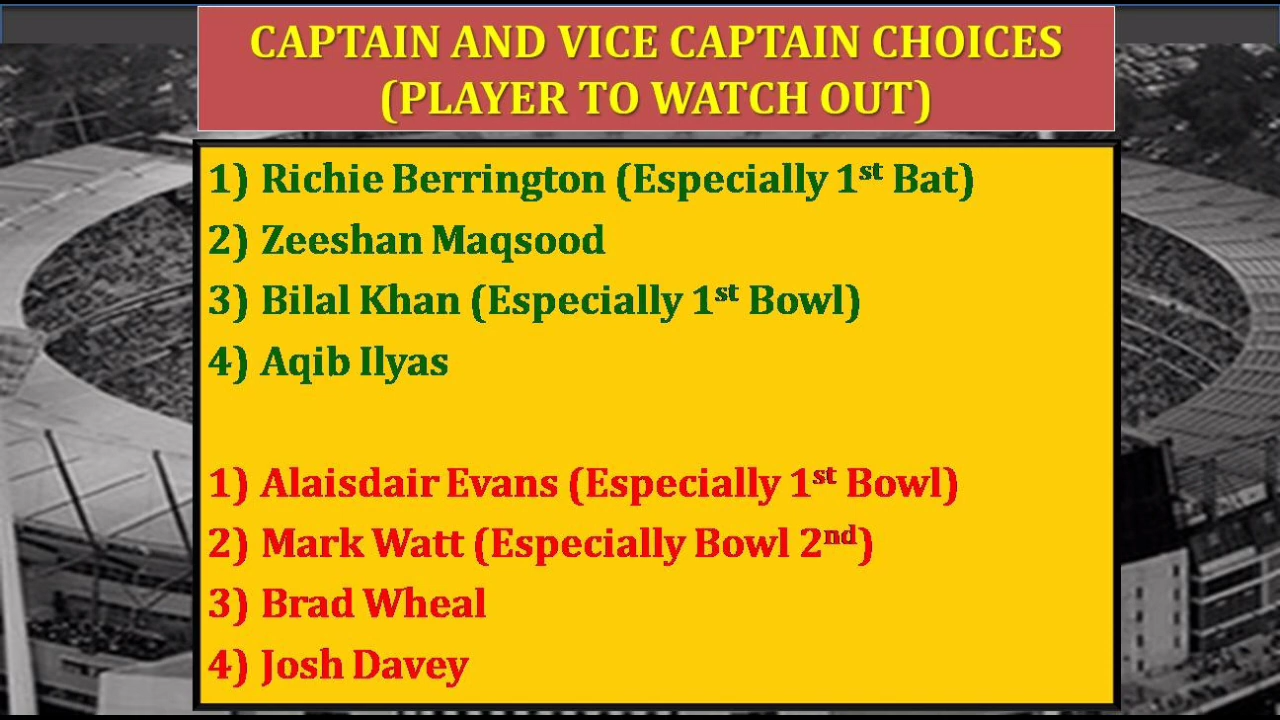 CAPTAIN AND VICE CAPTAIN CHOICES
(PLAYER TO WATCH OUT)
1) Richie Berrington (Especially 1st Bat)
2) Zeeshan Maqsood
3) Bilal Khan (Especially 1st Bowl)
4) Aqib Ilyas
1) Alaisdair Evans (Especially 1st Bowl)
2) Mark Watt (Especially Bowl 2nd)
3) Brad Wheal
4) Josh Davey